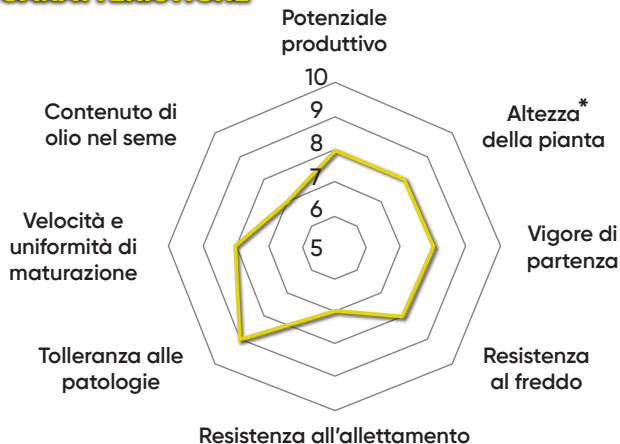 CARATTERISTICHE
Potenziale
produttivo
10
9
8
7
6
5
Altezza*
della pianta
Vigore di
partenza
Resistenza
al freddo
Resistenza all'allettamento
Tolleranza alle
patologie
Velocità e
uniformità di
maturazione
Contenuto di
olio nel seme